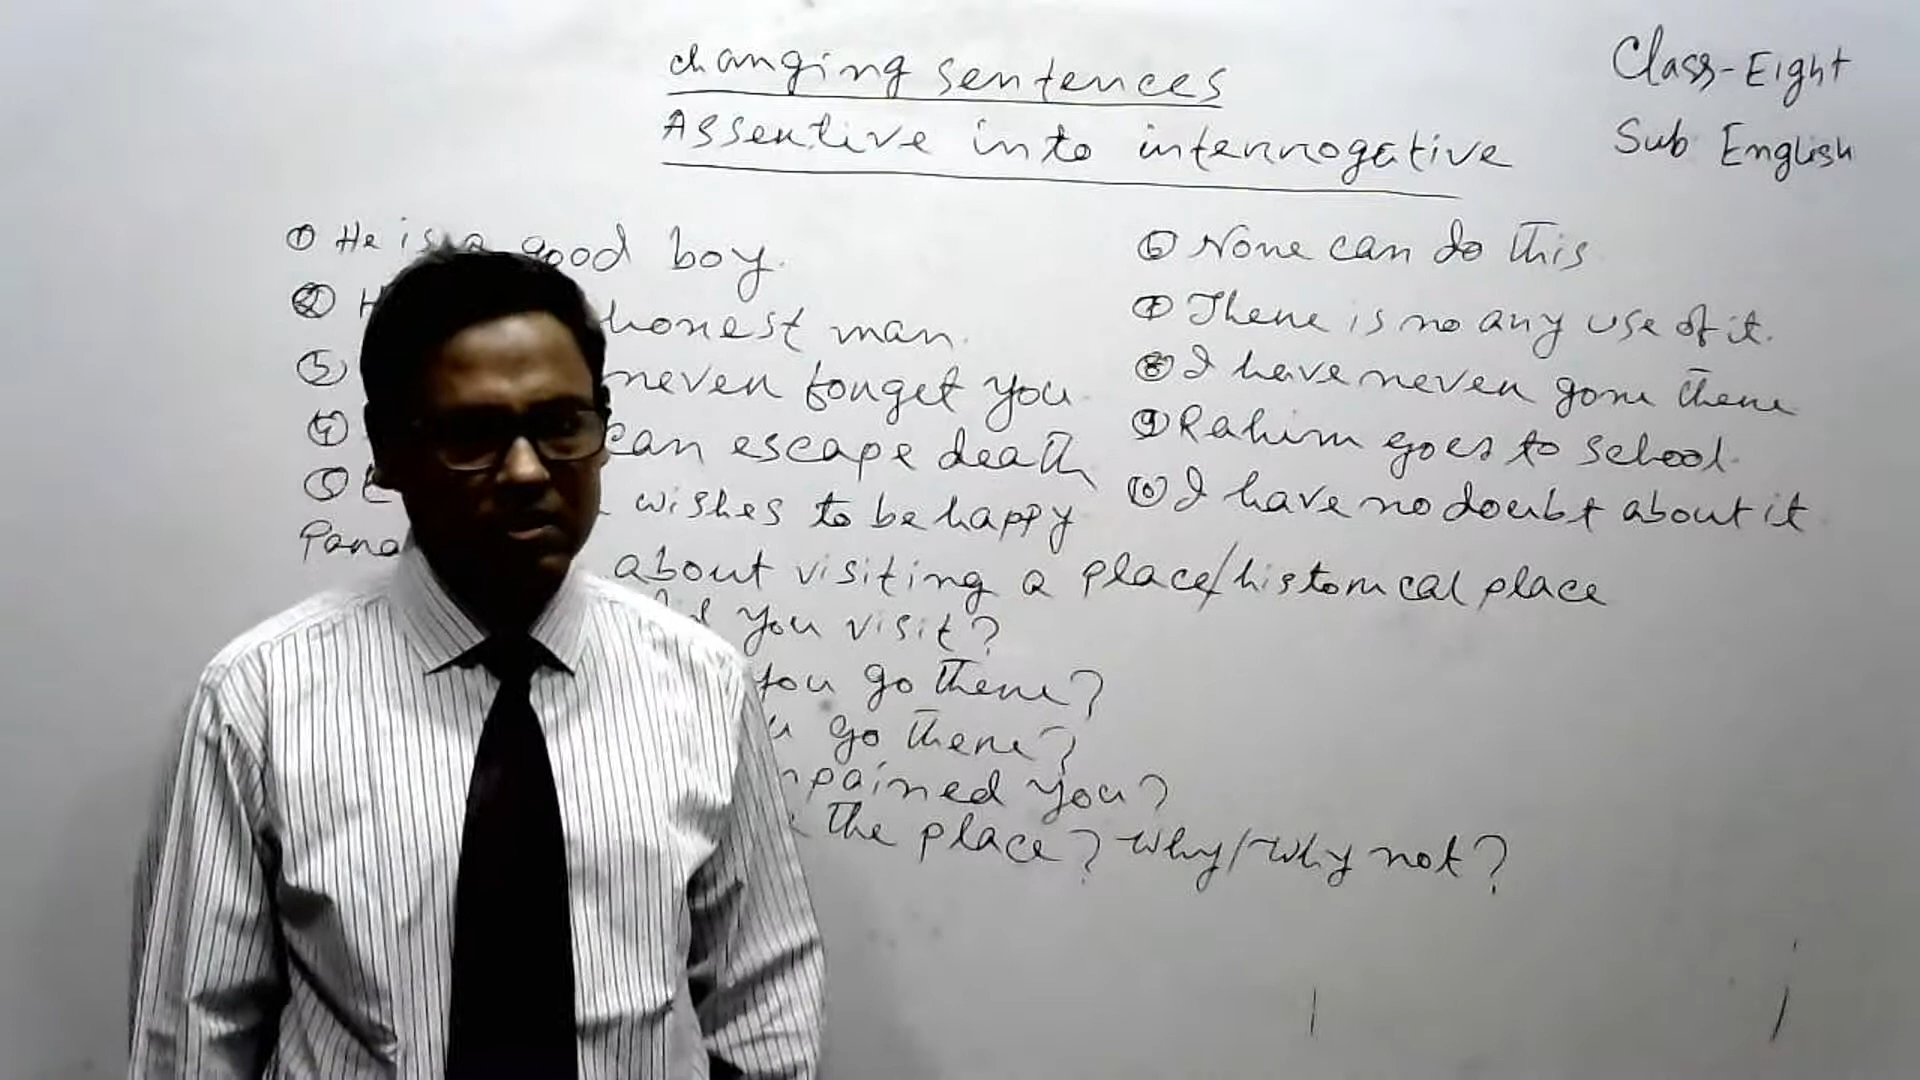 changing sentences
Assertive into interrogative
Class-Eight
Sub English
① He is a good boy.
② honest man.
③ never forget you
④ can escape death
⑤ wishes to be happy
⑥ None can do this
⑦ There is no any use of it.
⑧ I have never gone there
⑨ Rahim goes to school.
⑩ I have no doubt about it
about visiting a place/historical place
you visit?
you go there?
go there?
you?
the place? Why/Why not?